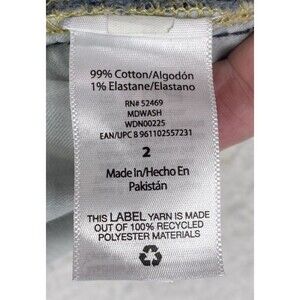 99% Cotton/Algodón
1% Elastane/Elastano
RN# 52469
MDWASH
WDN00225
EAN/UPC 8 961102557231
2
Made In/Hecho En
Pakistán
THIS LABEL YARN IS MADE
OUT OF 100% RECYCLED
POLYESTER MATERIALS